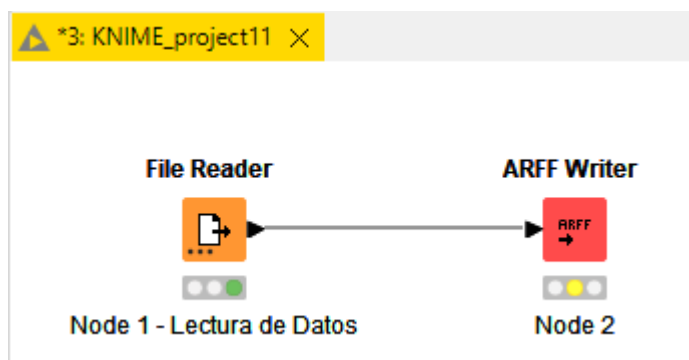 *3: KNIME_project11
File Reader
ARFF Writer
ARFF
Node 1 - Lectura de Datos
Node 2